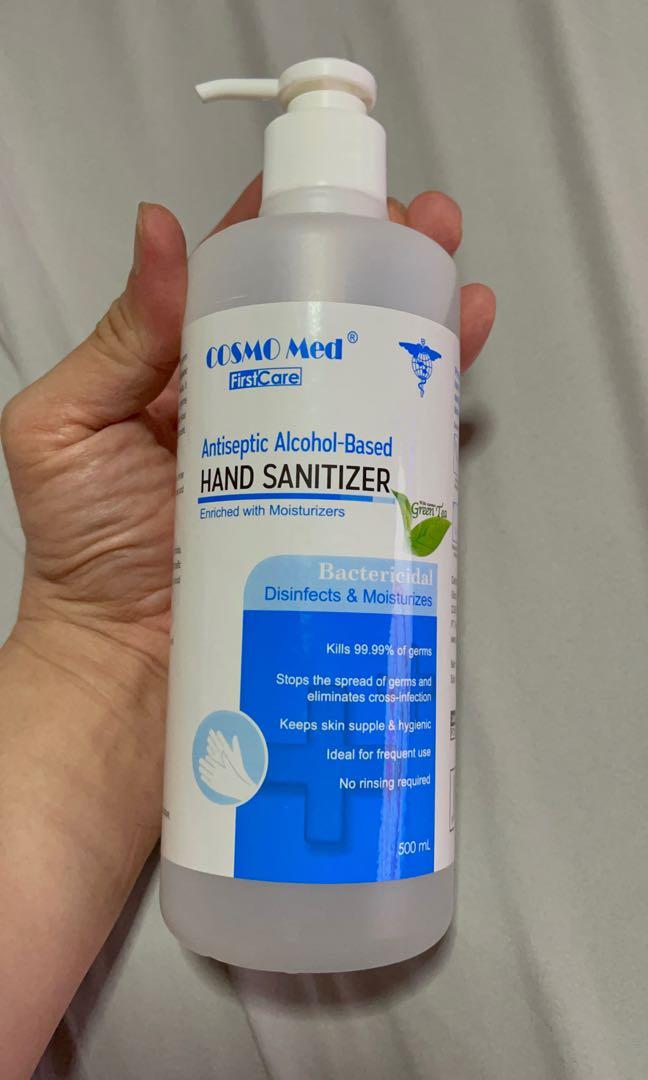 COSMO Med®
FirstCare
Antiseptic Alcohol-Based
HAND SANITIZER
Enriched with Moisturizers
Green Tea
Bactericidal
Disinfects & Moisturizes
Kills 99.99% of germs
Stops the spread of germs and
eliminates cross-infection
Keeps skin supple & hygienic
Ideal for frequent use
No rinsing required
500 mL